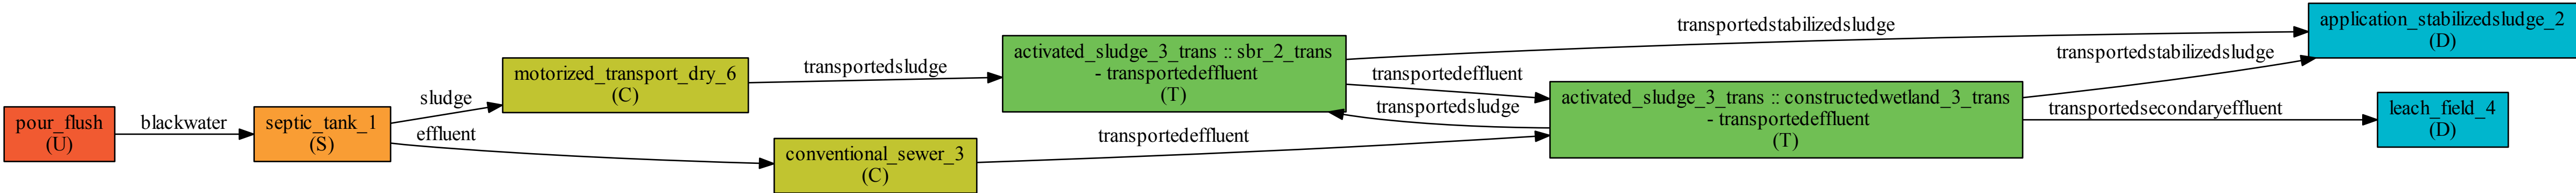 pour_flush
(U)
blackwater
septic_tank_1
(S)
sludge
effluent
motorized_transport_dry_6
(C)
conventional_sewer_3
(C)
transportedsludge
transportedeffluent
activated_sludge_3_trans :: sbr_2_trans
- transportedeffluent
(T)
transportedstabilizedsludge
transportedeffluent
transportedsludge
activated_sludge_3_trans :: constructedwetland_3_trans
- transportedeffluent
(T)
transportedstabilizedsludge
transportedsecondaryeffluent
application_stabilizedsludge_2
(D)
leach_field_4
(D)